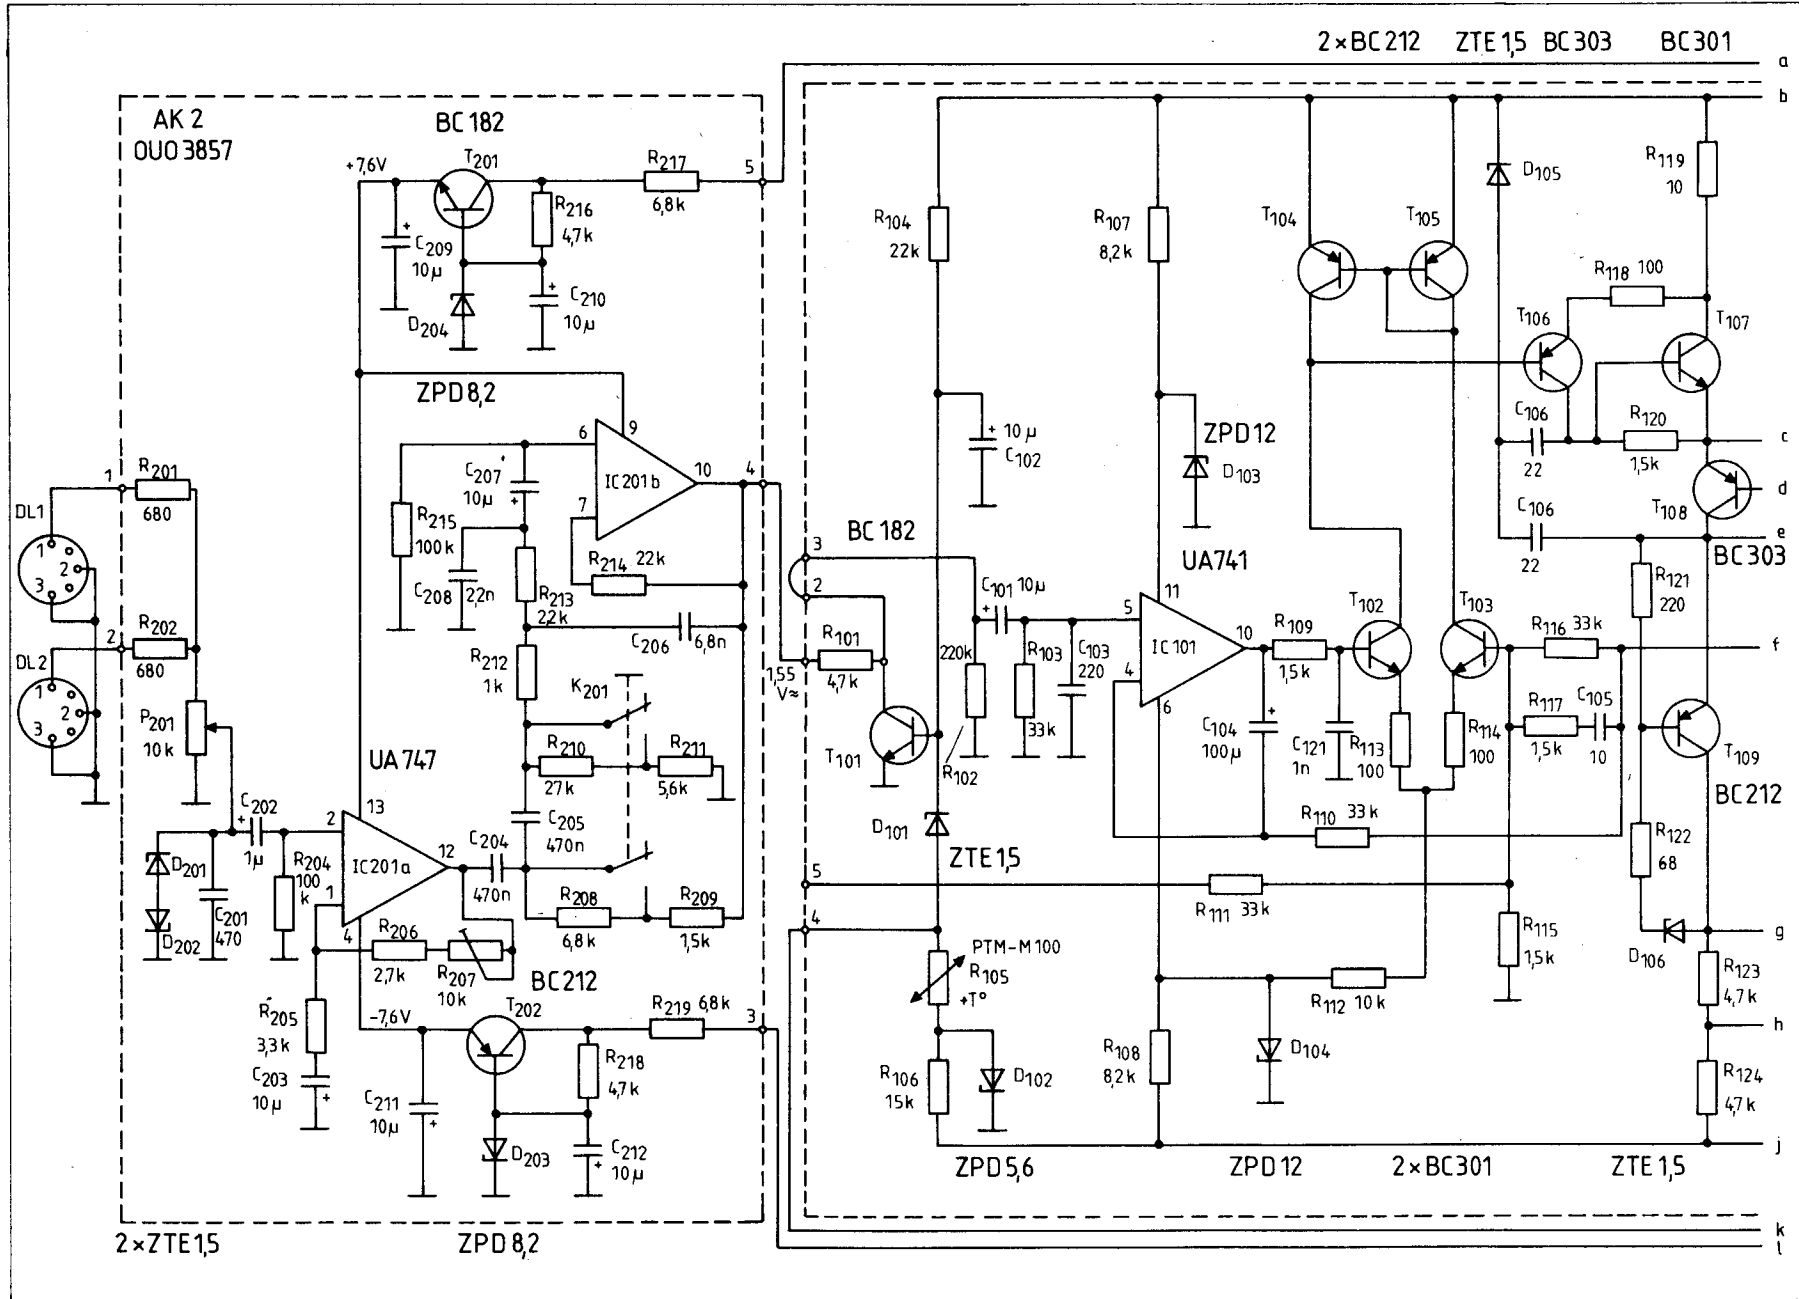 2×BC212 ZTE1,5 BC303 BC301
a
b
AK 2
OUO 3857
BC182
+7,6V
T201
R217
6,8k
5
R216
4,7k
+
C209
10µ
+
C210
10µ
D204
ZPD8,2
R104
22k
R107
8,2k
T104
T105
D105
R119
10
R118 100
T106
T107
6
9
C207
10µ
+
IC201b
10
4
7
R215
100k
C208
22n
R213
2,2k
R214 22k
C206
6,8n
R212
1k
1
R201
680
DL1
1
2
3
2
R202
680
DL2
1
2
3
P201
10k
+ 10µ
C102
ZPD12
D103
C106
22
R120
1,5k
c
d
T108
C106
22
e
BC303
BC182
3
2
UA741
C101 10µ
+
R121
220
1,55
V≈
R101
4,7k
220k
R102
R103
33k
C103
220
5
11
IC101
10
4
6
R109
1,5k
T102
T103
R116 33k
f
K201
R210
27k
R211
5,6k
UA747
T101
C104
100µ
+
C121
1n
R113
100
R114
100
R117
1,5k
C105
10
T109
BC212
C202
+
1µ
D201
D202
C201
470
R204
100
k
2
13
IC201a
12
1
4
C204
470n
C205
470n
R208
6,8k
R209
1,5k
D101
ZTE1,5
R110 33k
R122
68
5
R111 33k
4
R115
1,5k
D106
g
R206
2,7k
R207
10k
BC212
PTM-M100
R105
+T°
R112 10k
R123
4,7k
R205
3,3k
C203
10µ
+
-7,6V
T202
R219 6,8k
3
R218
4,7k
C211
10µ
+
D203
C212
10µ
+
R106
15k
D102
R108
8,2k
D104
h
R124
4,7k
j
ZPD5,6 ZPD12 2×BC301 ZTE1,5
k
l
2×ZTE1,5 ZPD8,2